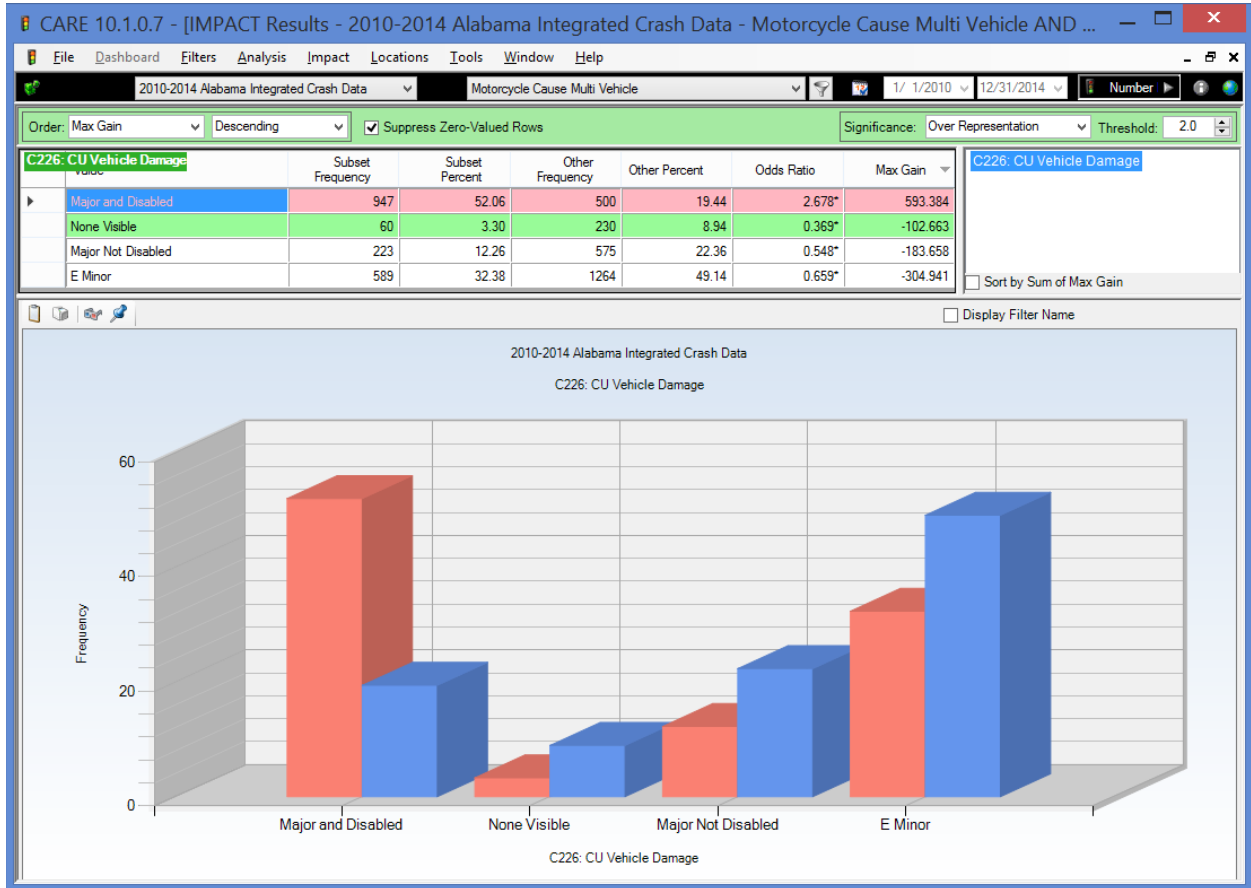 CARE 10.1.0.7 - [IMPACT Results - 2010-2014 Alabama Integrated Crash Data - Motorcycle Cause Multi Vehicle AND ...
File Dashboard Filters Analysis Impact Locations Tools Window Help
2010-2014 Alabama Integrated Crash Data Motorcycle Cause Multi Vehicle 1/ 1/2010 12/31/2014 Number
Order: Max Gain Descending Suppress Zero-Valued Rows Significance: Over Representation Threshold: 2.0
C226: CU Vehicle Damage Subset Frequency Subset Percent Other Frequency Other Percent Odds Ratio Max Gain C226: CU Vehicle Damage
Major and Disabled 947 52.06 500 19.44 2.678* 593.384
None Visible 60 3.30 230 8.94 0.369* -102.663
Major Not Disabled 223 12.26 575 22.36 0.548* -183.658
E Minor 589 32.38 1264 49.14 0.659* -304.941
Sort by Sum of Max Gain
Display Filter Name
2010-2014 Alabama Integrated Crash Data
C226: CU Vehicle Damage
60
40
20
0
Frequency
Major and Disabled None Visible Major Not Disabled E Minor
C226: CU Vehicle Damage